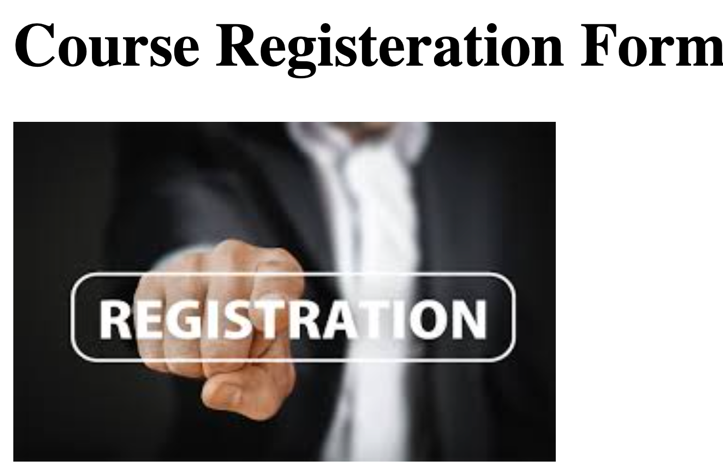 Course Registeration Form
REGISTRATION